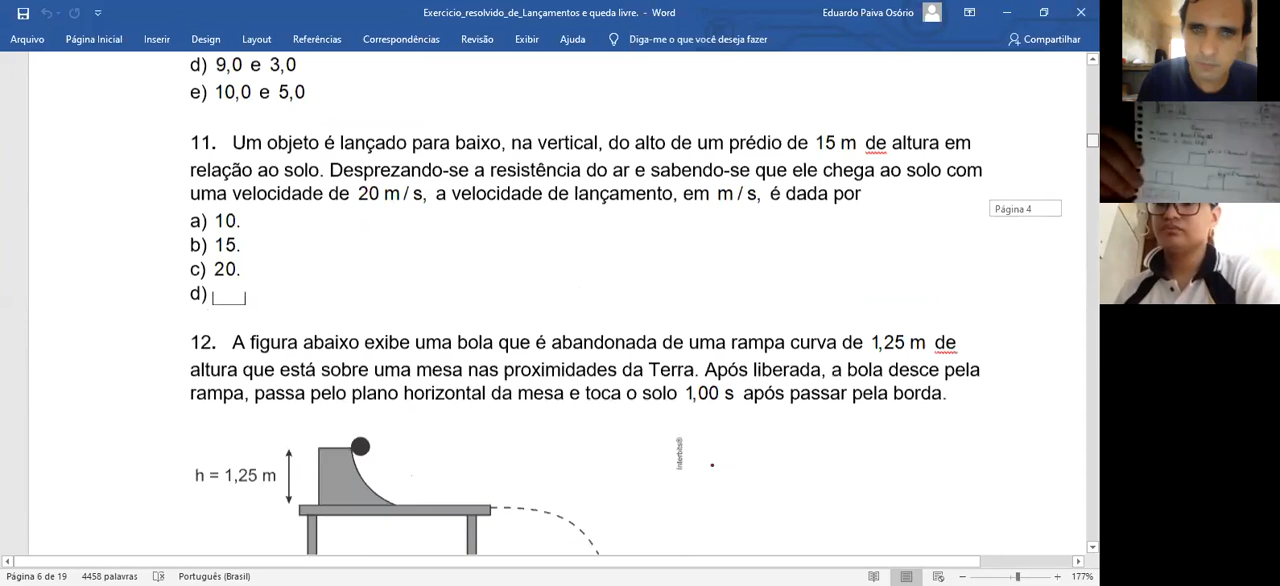 Exercicio_resolvido_de_Lançamentos e queda livre. - Word
Eduardo Paiva Osório
Arquivo Página Inicial Inserir Design Layout Referências Correspondências Revisão Exibir Ajuda Diga-me o que você deseja fazer Compartilhar
d) 9,0 e 3,0
e) 10,0 e 5,0
11. Um objeto é lançado para baixo, na vertical, do alto de um prédio de 15 m de altura em
relação ao solo. Desprezando-se a resistência do ar e sabendo-se que ele chega ao solo com
uma velocidade de 20 m / s, a velocidade de lançamento, em m / s, é dada por
Página 4
a) 10.
b) 15.
c) 20.
d)
12. A figura abaixo exibe uma bola que é abandonada de uma rampa curva de 1,25 m de
altura que está sobre uma mesa nas proximidades da Terra. Após liberada, a bola desce pela
rampa, passa pelo plano horizontal da mesa e toca o solo 1,00 s após passar pela borda.
Interbits®
h = 1,25 m
Página 6 de 19 4458 palavras Português (Brasil) 177%